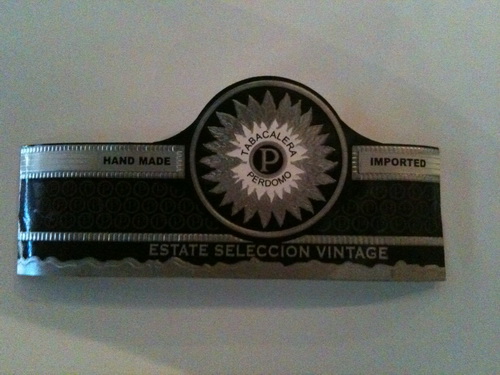 HAND MADE
TABACALERA
P
PERDOMO
IMPORTED
ESTATE SELECCION VINTAGE